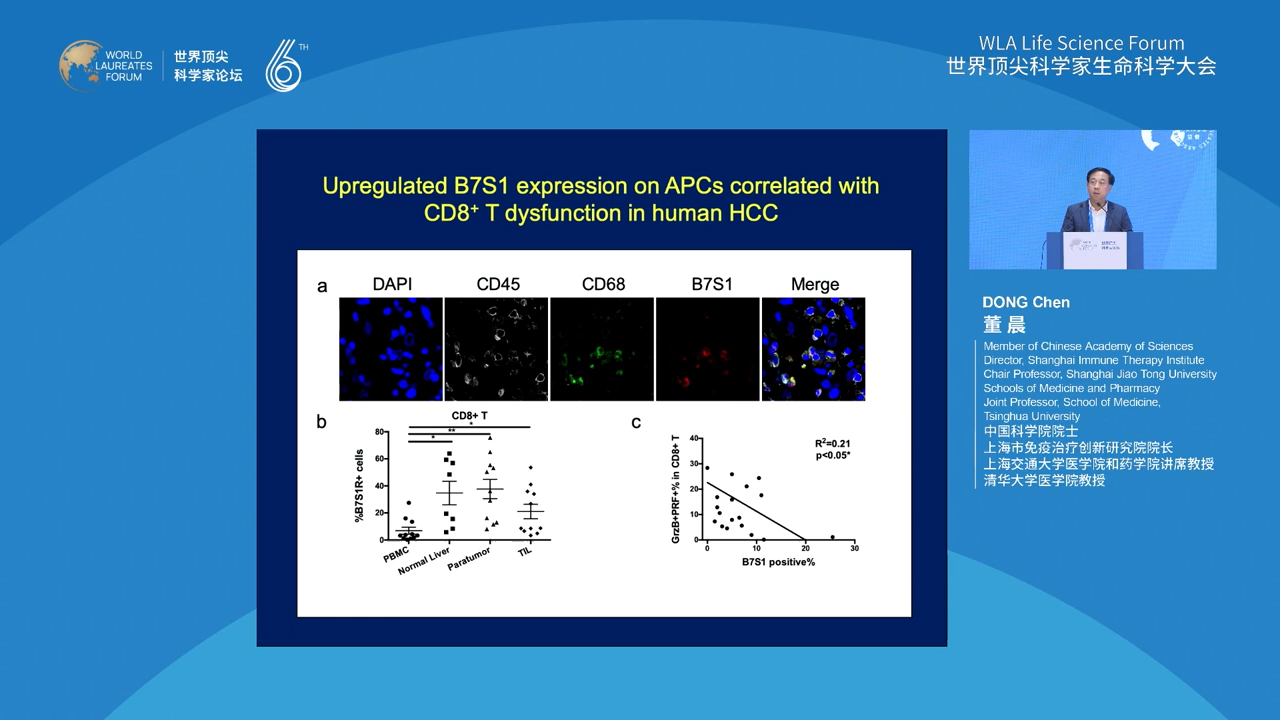 WORLD
LAUREATES
FORUM
世界顶尖
科学家论坛
6TH
WLA Life Science Forum
世界顶尖科学家生命科学大会
Upregulated B7S1 expression on APCs correlated with
CD8+ T dysfunction in human HCC
a
DAPI CD45 CD68 B7S1 Merge
b
CD8+ T
*
**
*
%B7S1R+ cells
80
60
40
20
0
PBMC Normal Liver Paratumor TIL
c
R2=0.21
p<0.05*
GrzB+PRF+% in CD8+ T
40
30
20
10
0
0 10 20 30
B7S1 positive%
DONG Chen
董 晨
Member of Chinese Academy of Sciences
Director, Shanghai Immune Therapy Institute
Chair Professor, Shanghai Jiao Tong University
Schools of Medicine and Pharmacy
Joint Professor, School of Medicine,
Tsinghua University
中国科学院院士
上海市免疫治疗创新研究院院长
上海交通大学医学院和药学院讲席教授
清华大学医学院教授